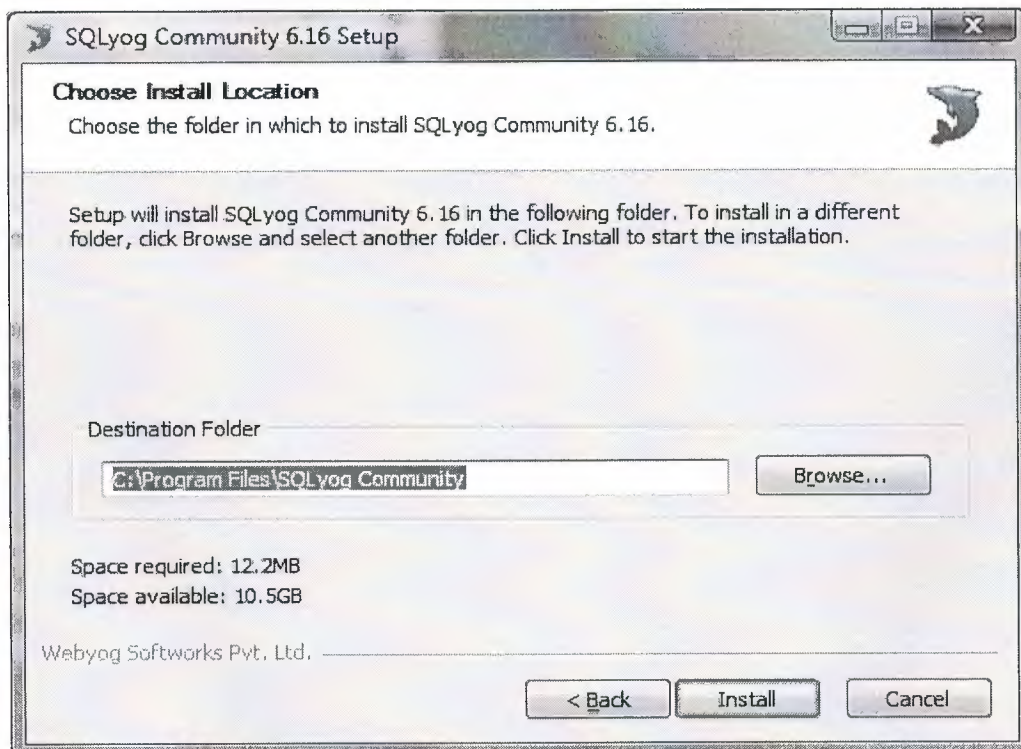 SQLyog Community 6.16 Setup
Choose Install Location
Choose the folder in which to install SQLyog Community 6.16.
Setup will install SQLyog Community 6.16 in the following folder. To install in a different
folder, click Browse and select another folder. Click Install to start the installation.
Destination Folder
C:\Program Files\SQLyog Community
Browse...
Space required: 12.2MB
Space available: 10.5GB
Webyog Softworks Pvt. Ltd.
< Back
Install
Cancel